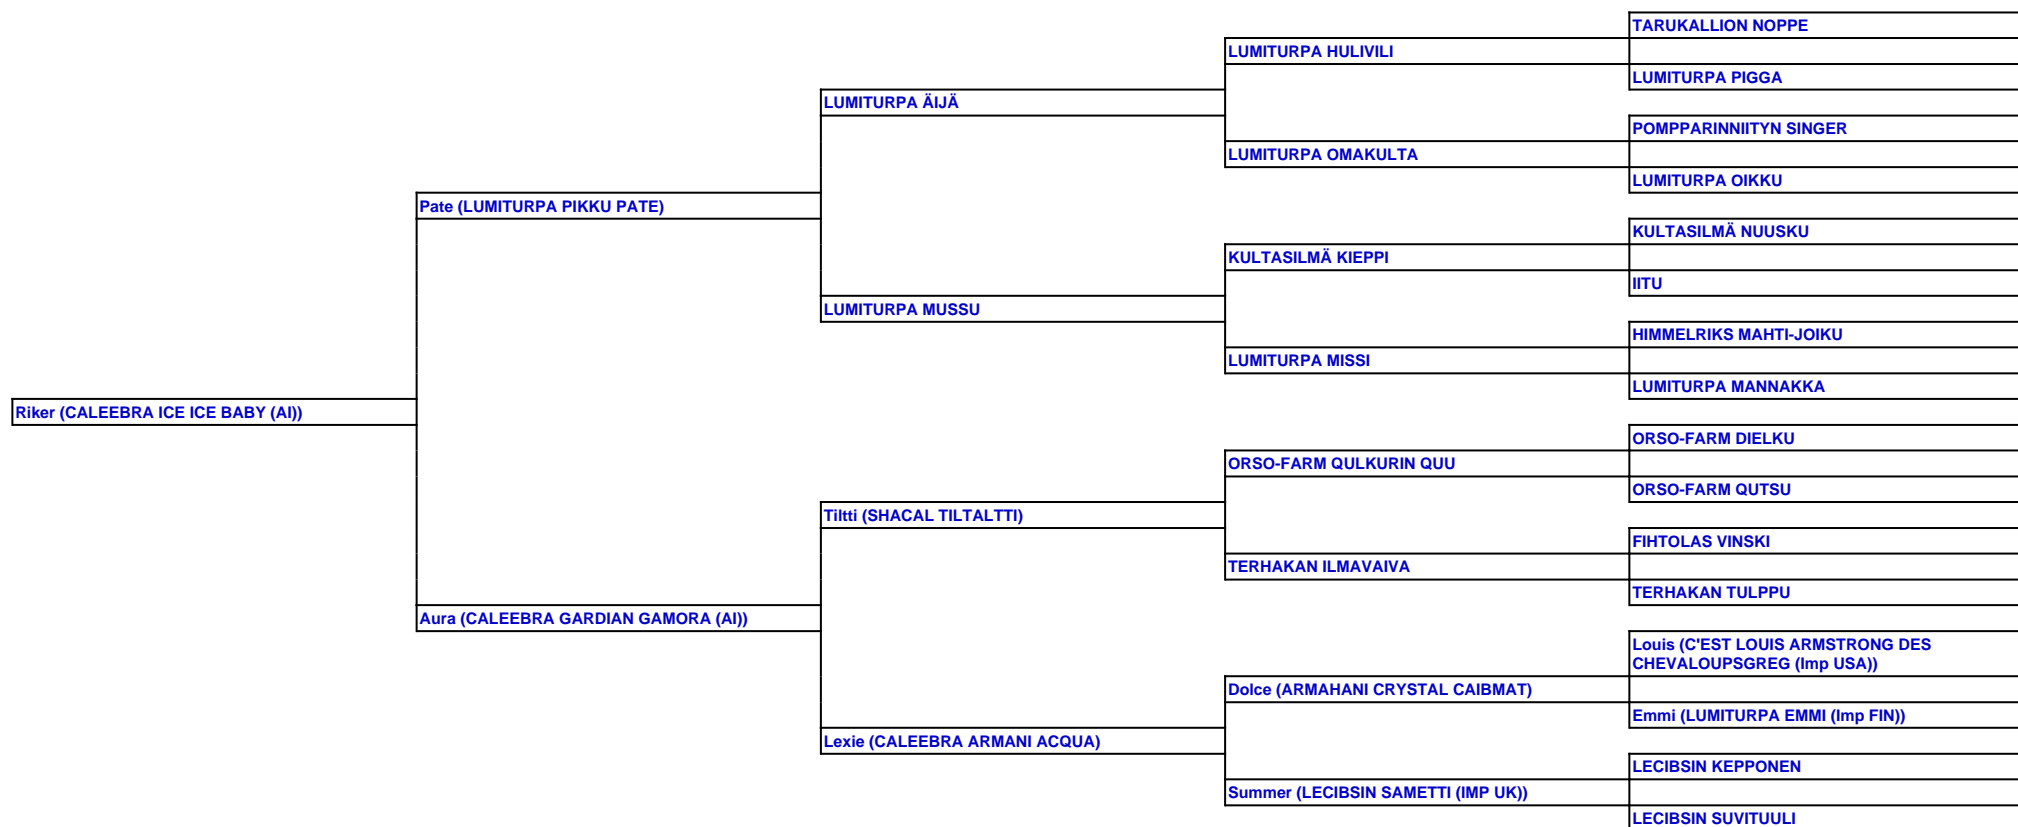 TARUKALLION NOPPE
LUMITURPA HULIVILI
LUMITURPA PIGGA
LUMITURPA ÄIJÄ
POMPPARINNIITYN SINGER
LUMITURPA OMAKULTA
LUMITURPA OIKKU
Pate (LUMITURPA PIKKU PATE)
KULTASILMÄ NUUSKU
KULTASILMÄ KIEPPI
IITU
LUMITURPA MUSSU
HIMMELRIKS MAHTI-JOIKU
LUMITURPA MISSI
LUMITURPA MANNAKKA
Riker (CALEEBRA ICE ICE BABY (AI))
ORSO-FARM DIELKU
ORSO-FARM QULKURIN QUU
ORSO-FARM QUTSU
Tiltti (SHACAL TILTALTTI)
FIHTOLAS VINSKI
TERHAKAN ILMAVAIVA
TERHAKAN TULPPU
Aura (CALEEBRA GARDIAN GAMORA (AI))
Louis (C'EST LOUIS ARMSTRONG DES
CHEVALOUPSGREG (Imp USA))
Dolce (ARMAHANI CRYSTAL CAIBMAT)
Emmi (LUMITURPA EMMI (Imp FIN))
Lexie (CALEEBRA ARMANI ACQUA)
LECIBSIN KEPPONEN
Summer (LECIBSIN SAMETTI (IMP UK))
LECIBSIN SUVITUULI